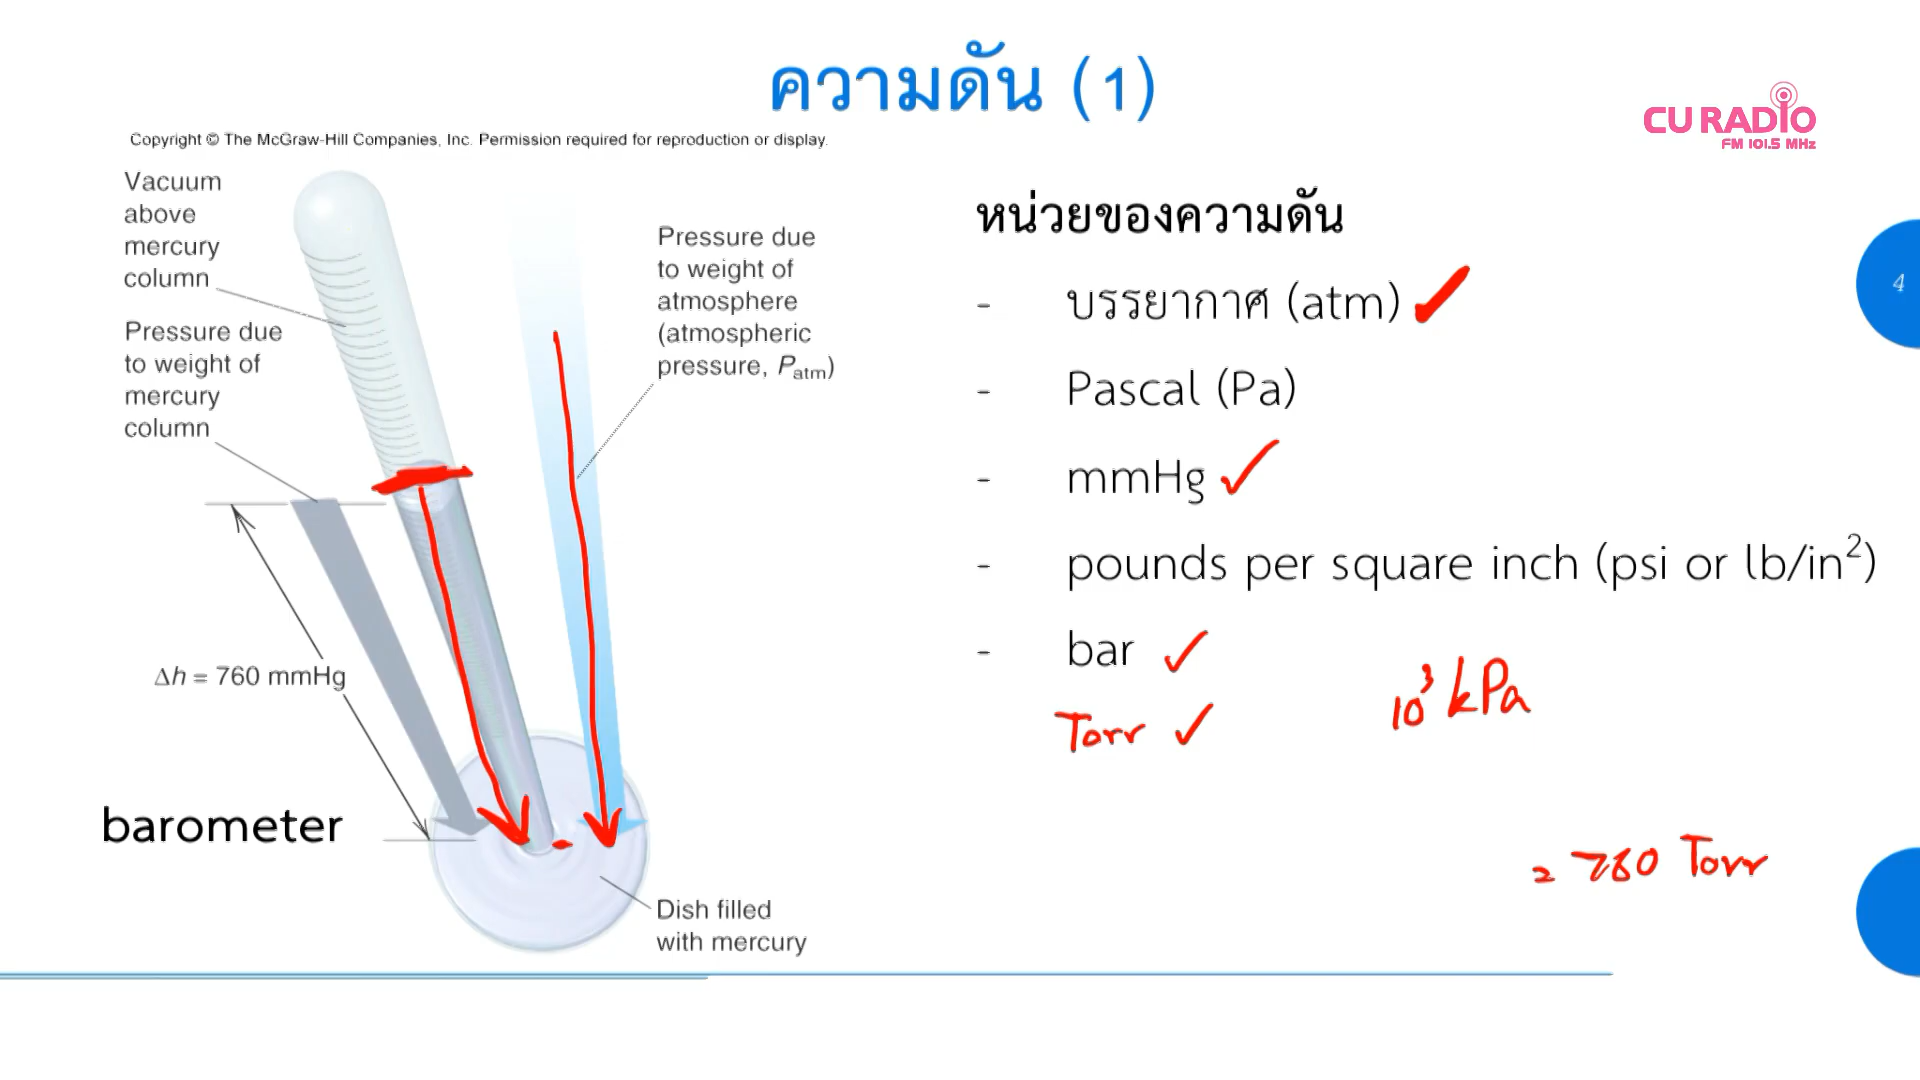 ความดัน (1)
CU RADIO
FM 101.5 MHz
Copyright © The McGraw-Hill Companies, Inc. Permission required for reproduction or display.
Vacuum
above
mercury
column
Pressure due
to weight of
mercury
column
Pressure due
to weight of
atmosphere
(atmospheric
pressure, Patm)
Δh = 760 mmHg
barometer
Dish filled
with mercury
หน่วยของความดัน
- บรรยากาศ (atm) ✓
- Pascal (Pa)
- mmHg ✓
- pounds per square inch (psi or lb/in²)
- bar ✓
Torr ✓
10³ kPa
= 760 Torr
4